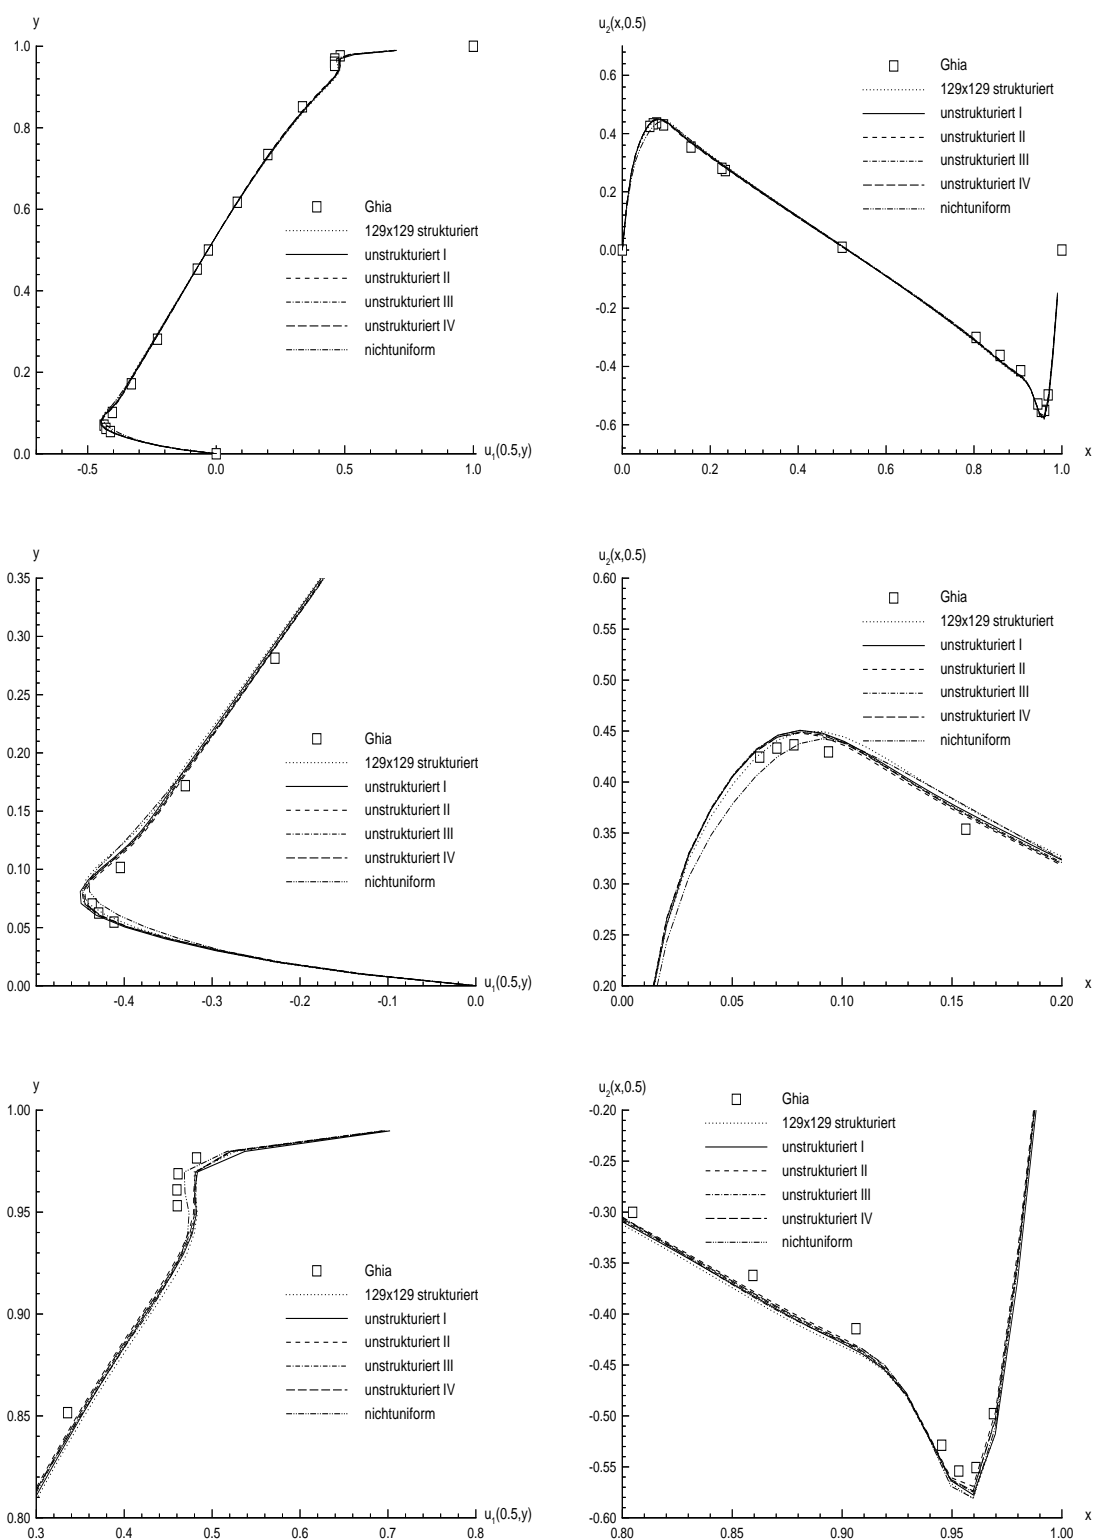 y
1.0
0.8
0.6
0.4
0.2
0.0
-0.5
0.0
0.5
1.0
u₁(0.5,y)
Ghia
129x129 strukturiert
unstrukturiert I
unstrukturiert II
unstrukturiert III
unstrukturiert IV
nichtuniform
u₂(x,0.5)
0.6
0.4
0.2
0.0
-0.2
-0.4
-0.6
0.0
0.2
0.4
0.6
0.8
1.0
x
Ghia
129x129 strukturiert
unstrukturiert I
unstrukturiert II
unstrukturiert III
unstrukturiert IV
nichtuniform
y
0.35
0.30
0.25
0.20
0.15
0.10
0.05
0.00
-0.4
-0.3
-0.2
-0.1
0.0
u₁(0.5,y)
Ghia
129x129 strukturiert
unstrukturiert I
unstrukturiert II
unstrukturiert III
unstrukturiert IV
nichtuniform
u₂(x,0.5)
0.60
0.55
0.50
0.45
0.40
0.35
0.30
0.25
0.20
0.00
0.05
0.10
0.15
0.20
x
Ghia
129x129 strukturiert
unstrukturiert I
unstrukturiert II
unstrukturiert III
unstrukturiert IV
nichtuniform
y
1.00
0.95
0.90
0.85
0.80
0.3
0.4
0.5
0.6
0.7
0.8
u₁(0.5,y)
Ghia
129x129 strukturiert
unstrukturiert I
unstrukturiert II
unstrukturiert III
unstrukturiert IV
nichtuniform
u₂(x,0.5)
-0.20
-0.25
-0.30
-0.35
-0.40
-0.45
-0.50
-0.55
-0.60
0.80
0.85
0.90
0.95
1.00
x
Ghia
129x129 strukturiert
unstrukturiert I
unstrukturiert II
unstrukturiert III
unstrukturiert IV
nichtuniform